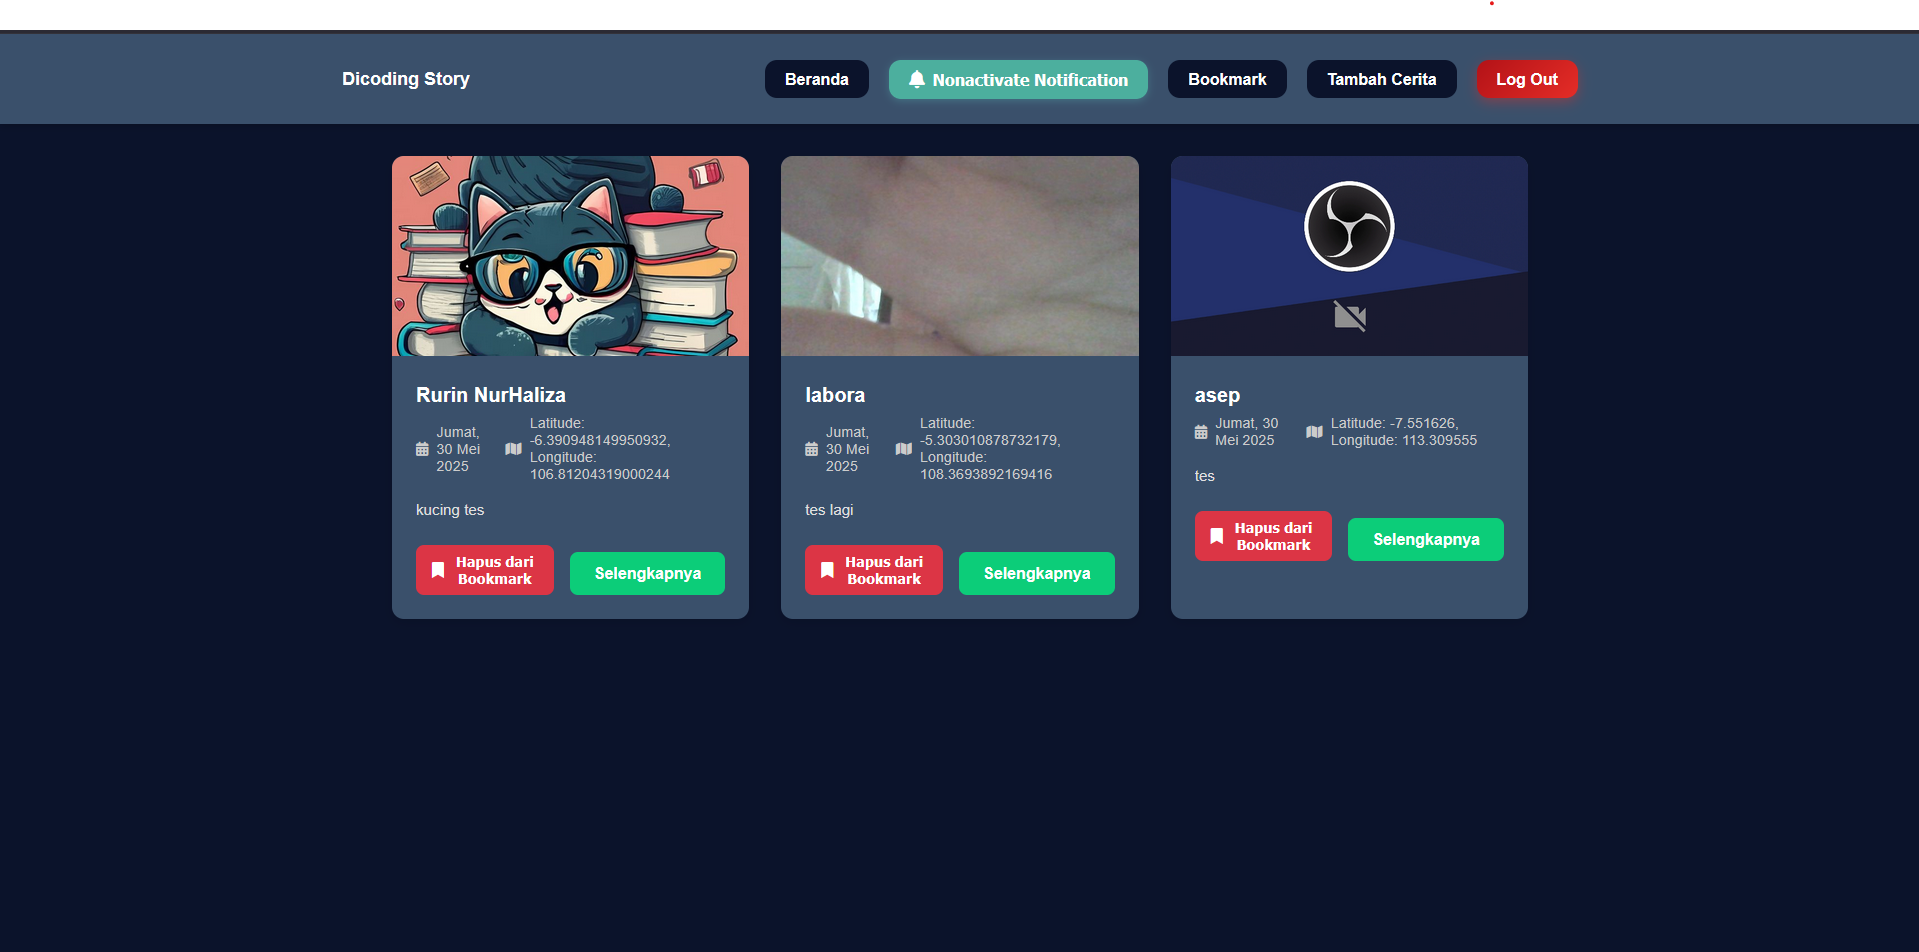 Dicoding Story
Beranda
Nonactivate Notification
Bookmark
Tambah Cerita
Log Out
Rurin NurHaliza
Jumat,
30 Mei
2025
Latitude:
-6.390948149950932,
Longitude:
106.81204319000244
kucing tes
Hapus dari
Bookmark
Selengkapnya
labora
Jumat,
30 Mei
2025
Latitude:
-5.303010878732179,
Longitude:
108.3693892169416
tes lagi
Hapus dari
Bookmark
Selengkapnya
asep
Jumat, 30
Mei 2025
Latitude: -7.551626,
Longitude: 113.309555
tes
Hapus dari
Bookmark
Selengkapnya